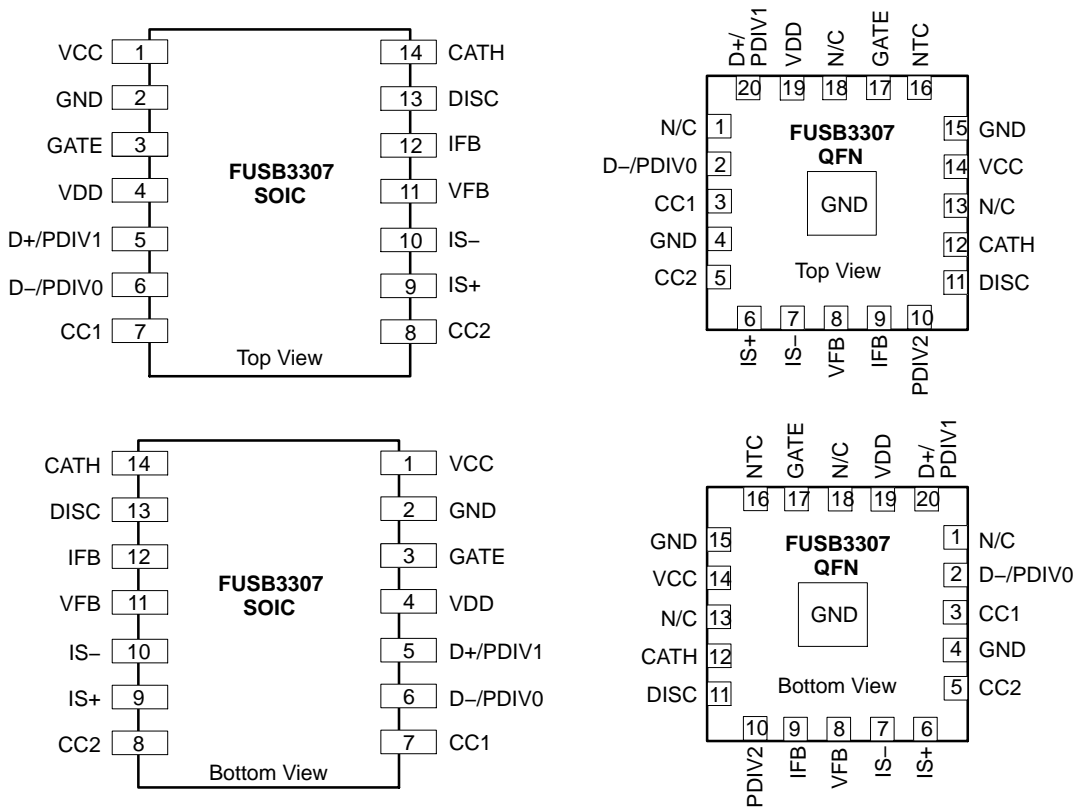 VCC 1
GND 2
GATE 3
VDD 4
D+/PDIV1 5
D−/PDIV0 6
CC1 7
14 CATH
13 DISC
12 IFB
11 VFB
10 IS−
9 IS+
8 CC2
FUSB3307
SOIC
Top View
D+/
PDIV1
VDD
N/C
GATE
NTC
20 19 18 17 16
N/C 1
D−/PDIV0 2
CC1 3
GND 4
CC2 5
FUSB3307
QFN
GND
Top View
15 GND
14 VCC
13 N/C
12 CATH
11 DISC
6 7 8 9 10
IS+
IS−
VFB
IFB
PDIV2
CATH 14
DISC 13
IFB 12
VFB 11
IS− 10
IS+ 9
CC2 8
FUSB3307
SOIC
Bottom View
1 VCC
2 GND
3 GATE
4 VDD
5 D+/PDIV1
6 D−/PDIV0
7 CC1
NTC
GATE
N/C
VDD
D+/
PDIV1
16 17 18 19 20
GND 15
VCC 14
N/C 13
CATH 12
DISC 11
FUSB3307
QFN
GND
Bottom View
1 N/C
2 D−/PDIV0
3 CC1
4 GND
5 CC2
10 9 8 7 6
PDIV2
IFB
VFB
IS−
IS+